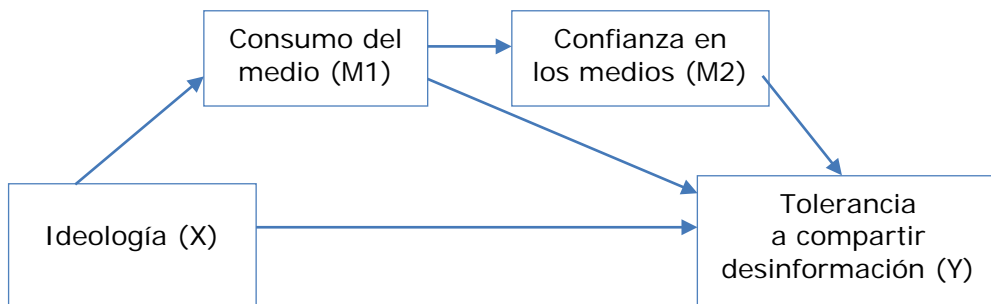 Consumo del
medio (M1)
Confianza en
los medios (M2)
Ideología (X)
Tolerancia
a compartir
desinformación (Y)